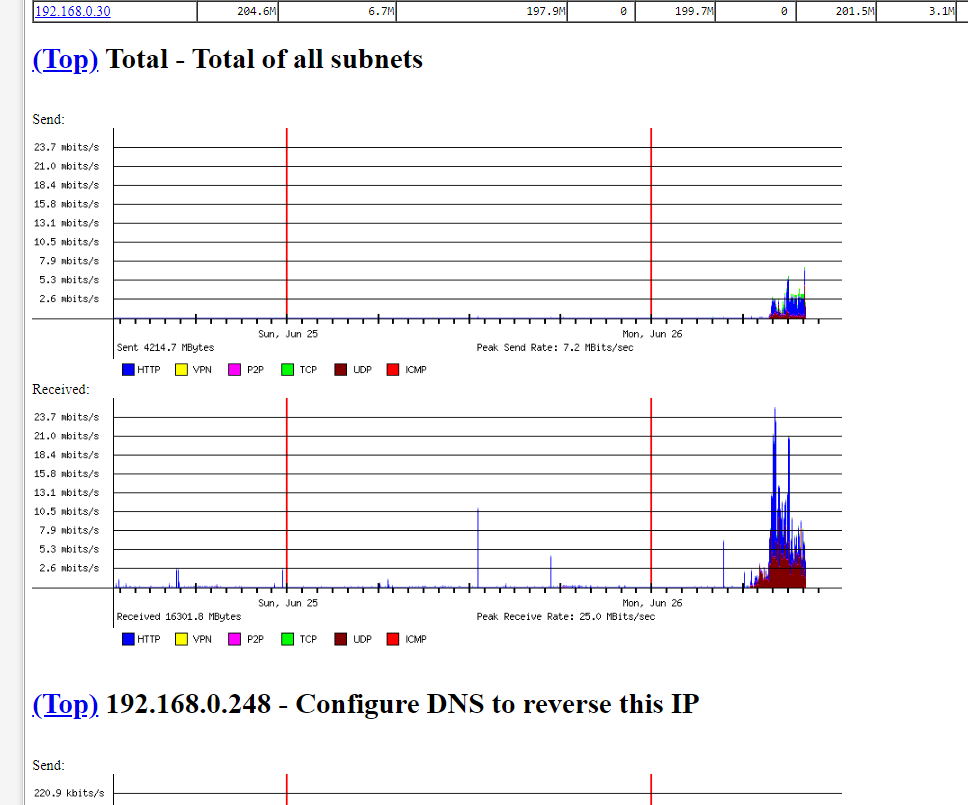 192.168.0.30 204.6M 6.7M 197.9M 0 199.7M 0 201.5M 3.1M
(Top) Total - Total of all subnets
Send:
23.7 mbits/s
21.0 mbits/s
18.4 mbits/s
15.8 mbits/s
13.1 mbits/s
10.5 mbits/s
7.9 mbits/s
5.3 mbits/s
2.6 mbits/s
Sun, Jun 25 Mon, Jun 26
Sent 4214.7 MBytes Peak Send Rate: 7.2 MBits/sec
HTTP VPN P2P TCP UDP ICMP
Received:
23.7 mbits/s
21.0 mbits/s
18.4 mbits/s
15.8 mbits/s
13.1 mbits/s
10.5 mbits/s
7.9 mbits/s
5.3 mbits/s
2.6 mbits/s
Sun, Jun 25 Mon, Jun 26
Received 16301.8 MBytes Peak Receive Rate: 25.0 MBits/sec
HTTP VPN P2P TCP UDP ICMP
(Top) 192.168.0.248 - Configure DNS to reverse this IP
Send:
220.9 kbits/s